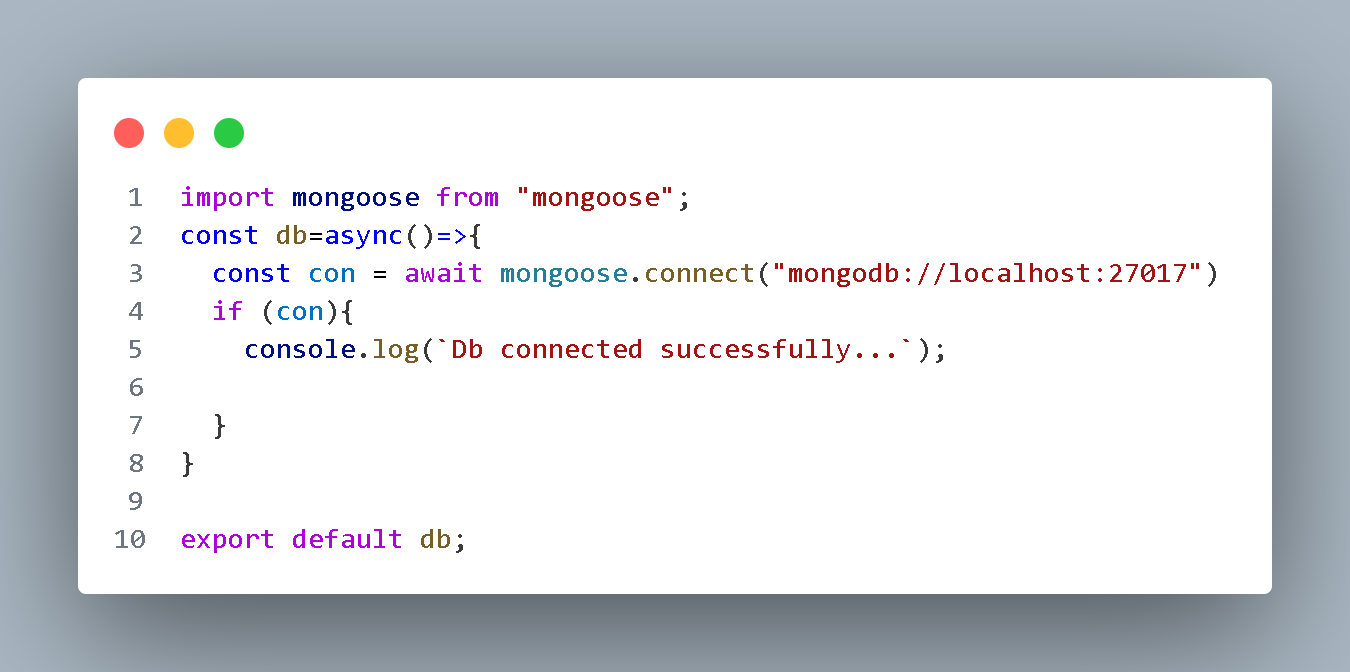 1 import mongoose from "mongoose";
2 const db=async()=>{
3   const con = await mongoose.connect("mongodb://localhost:27017")
4   if (con){
5     console.log(`Db connected successfully...`);
6
7   }
8 }
9
10 export default db;